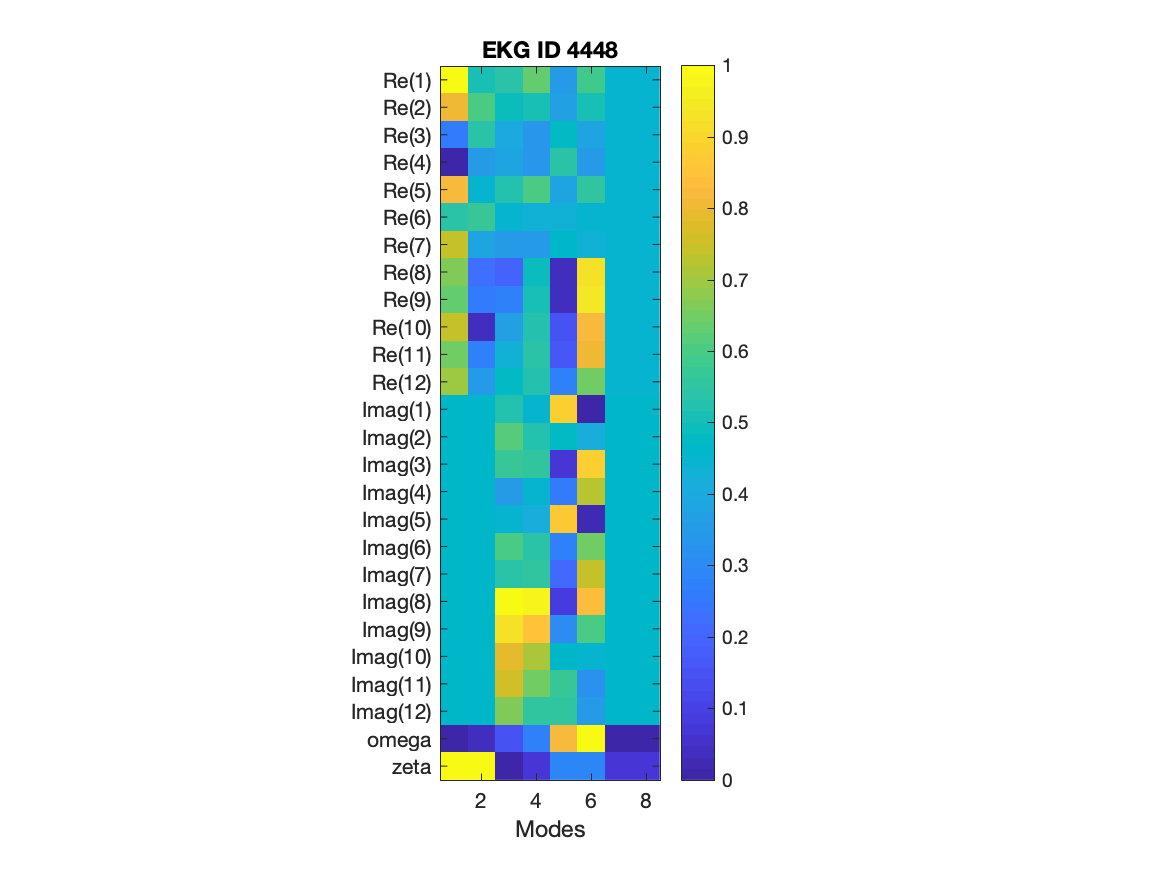 EKG ID 4448
Re(1)
Re(2)
Re(3)
Re(4)
Re(5)
Re(6)
Re(7)
Re(8)
Re(9)
Re(10)
Re(11)
Re(12)
Imag(1)
Imag(2)
Imag(3)
Imag(4)
Imag(5)
Imag(6)
Imag(7)
Imag(8)
Imag(9)
Imag(10)
Imag(11)
Imag(12)
omega
zeta
2 4 6 8
Modes
1
0.9
0.8
0.7
0.6
0.5
0.4
0.3
0.2
0.1
0